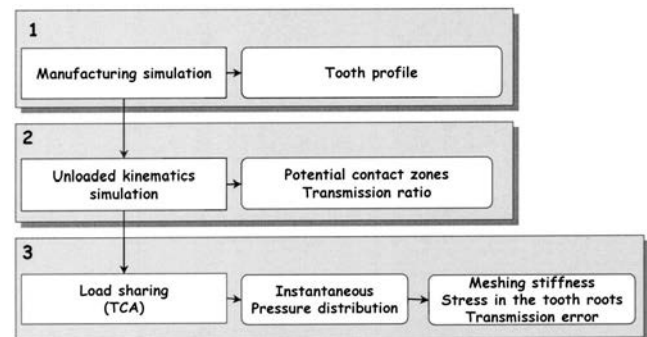 1
Manufacturing simulation
Tooth profile
2
Unloaded kinematics
simulation
Potential contact zones
Transmission ratio
3
Load sharing
(TCA)
Instantaneous
Pressure distribution
Meshing stiffness
Stress in the tooth roots
Transmission error